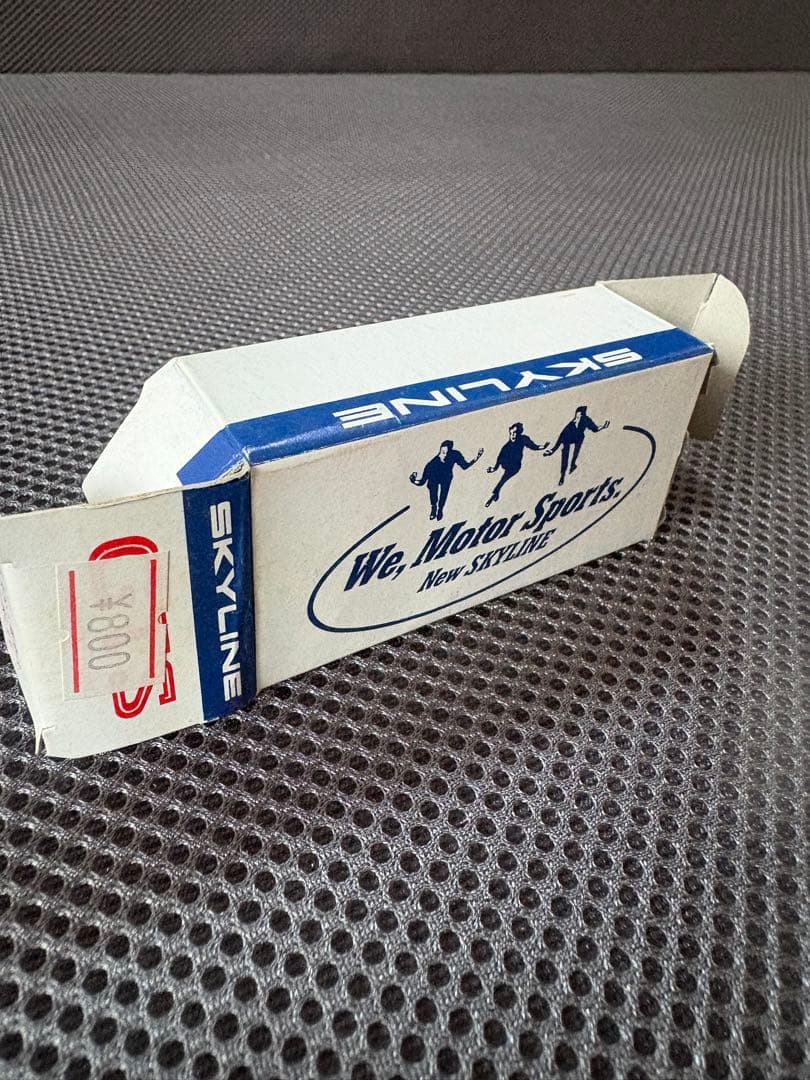 SKYLINE
We, Motor Sports.
New SKYLINE
SKYLINE
¥800